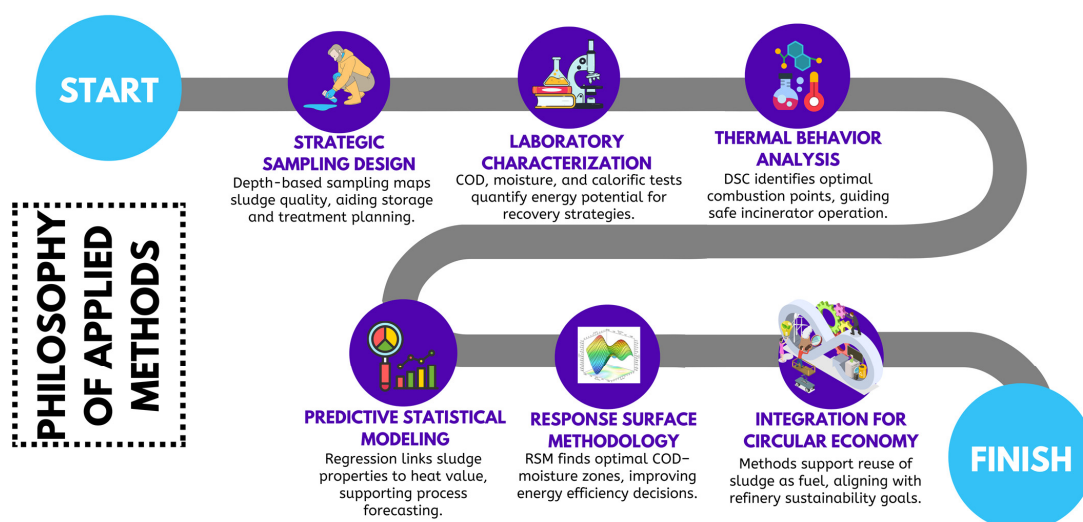 START
STRATEGIC
SAMPLING DESIGN
Depth-based sampling maps
sludge quality, aiding storage
and treatment planning.
LABORATORY
CHARACTERIZATION
COD, moisture, and calorific tests
quantify energy potential for
recovery strategies.
THERMAL BEHAVIOR
ANALYSIS
DSC identifies optimal
combustion points, guiding
safe incinerator operation.
PHILOSOPHY
OF APPLIED
METHODS
PREDICTIVE STATISTICAL
MODELING
Regression links sludge
properties to heat value,
supporting process
forecasting.
RESPONSE SURFACE
METHODOLOGY
RSM finds optimal COD–
moisture zones, improving
energy efficiency decisions.
INTEGRATION FOR
CIRCULAR ECONOMY
Methods support reuse of
sludge as fuel, aligning with
refinery sustainability goals.
FINISH